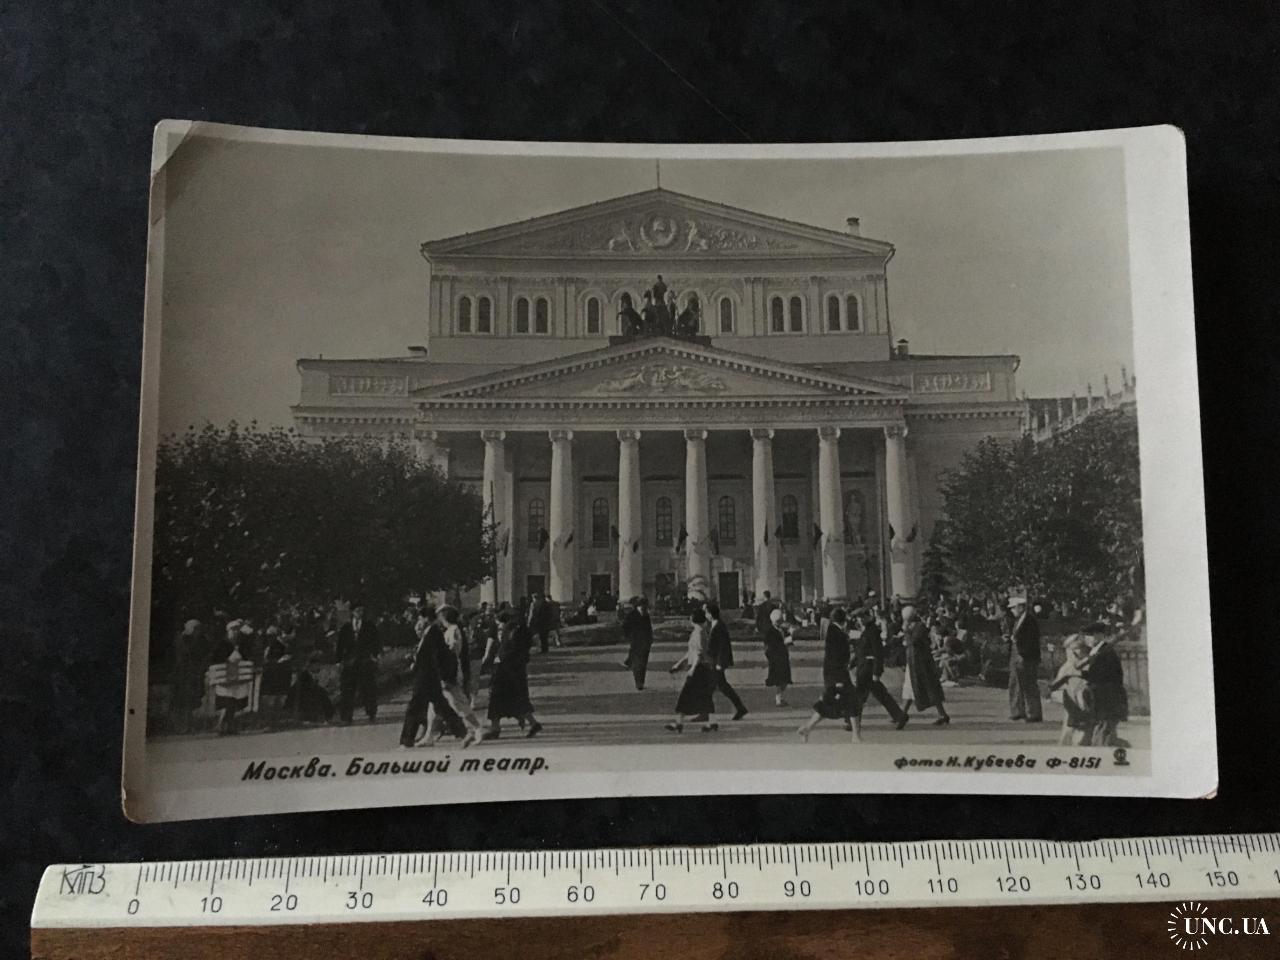 Москва. Большой театр.
фото Н. Кубеева Ф-8151
КПЗ
0 10 20 30 40 50 60 70 80 90 100 110 120 130 140 150
UNC.UA